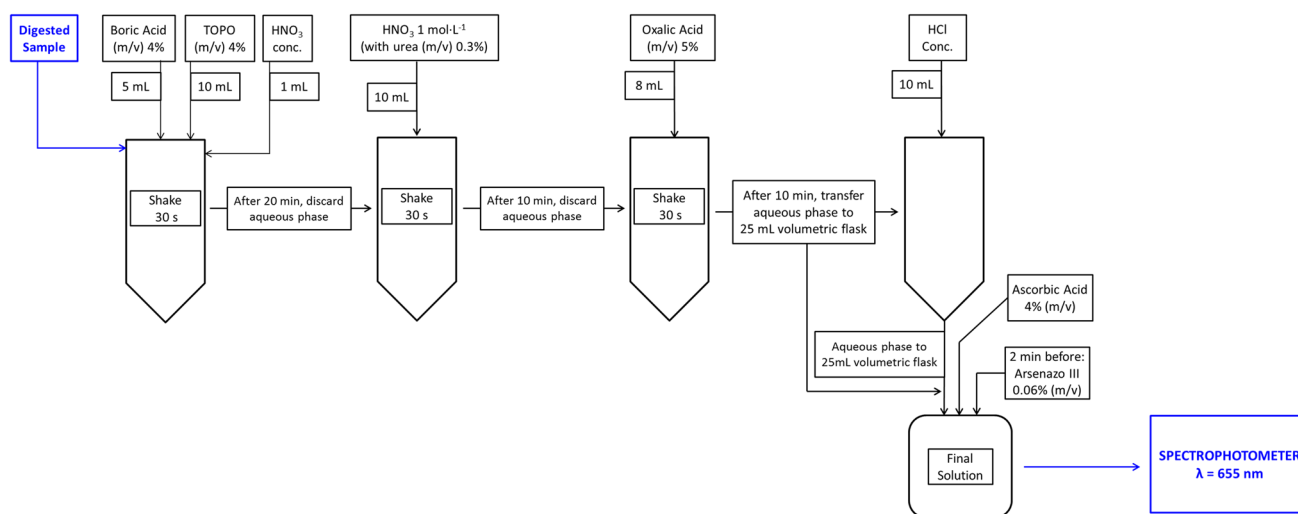 Digested
Sample
Boric Acid
(m/v) 4%
TOPO
(m/v) 4%
HNO₃
conc.
HNO₃ 1 mol·L⁻¹
(with urea (m/v) 0.3%)
Oxalic Acid
(m/v) 5%
HCl
Conc.
5 mL
10 mL
1 mL
10 mL
8 mL
10 mL
Shake
30 s
After 20 min, discard
aqueous phase
Shake
30 s
After 10 min, discard
aqueous phase
Shake
30 s
After 10 min, transfer
aqueous phase to
25 mL volumetric flask
Ascorbic Acid
4% (m/v)
Aqueous phase to
25mL volumetric flask
2 min before:
Arsenazo III
0.06% (m/v)
Final
Solution
SPECTROPHOTOMETER
λ = 655 nm